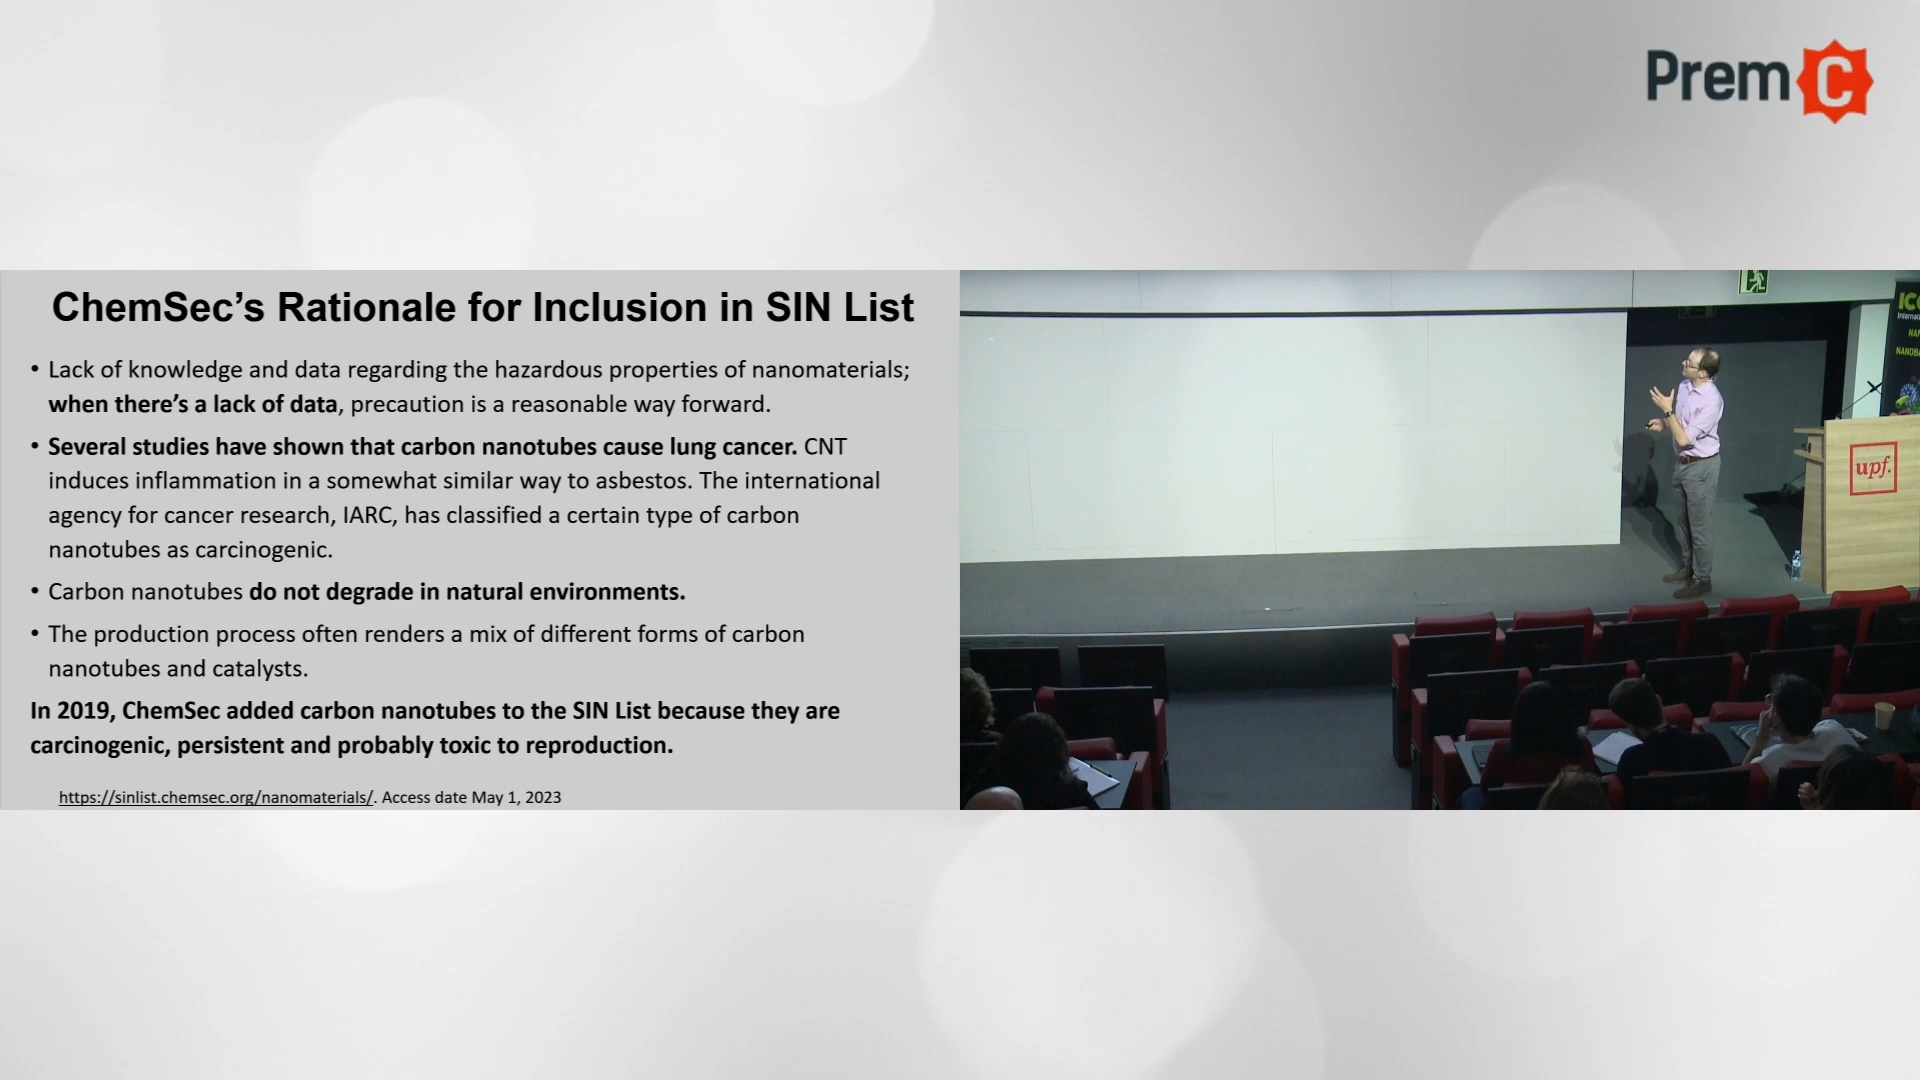 Prem C
ChemSec’s Rationale for Inclusion in SIN List
• Lack of knowledge and data regarding the hazardous properties of nanomaterials;
when there’s a lack of data, precaution is a reasonable way forward.
• Several studies have shown that carbon nanotubes cause lung cancer. CNT
induces inflammation in a somewhat similar way to asbestos. The international
agency for cancer research, IARC, has classified a certain type of carbon
nanotubes as carcinogenic.
• Carbon nanotubes do not degrade in natural environments.
• The production process often renders a mix of different forms of carbon
nanotubes and catalysts.
In 2019, ChemSec added carbon nanotubes to the SIN List because they are
carcinogenic, persistent and probably toxic to reproduction.
https://sinlist.chemsec.org/nanomaterials/. Access date May 1, 2023
upf.